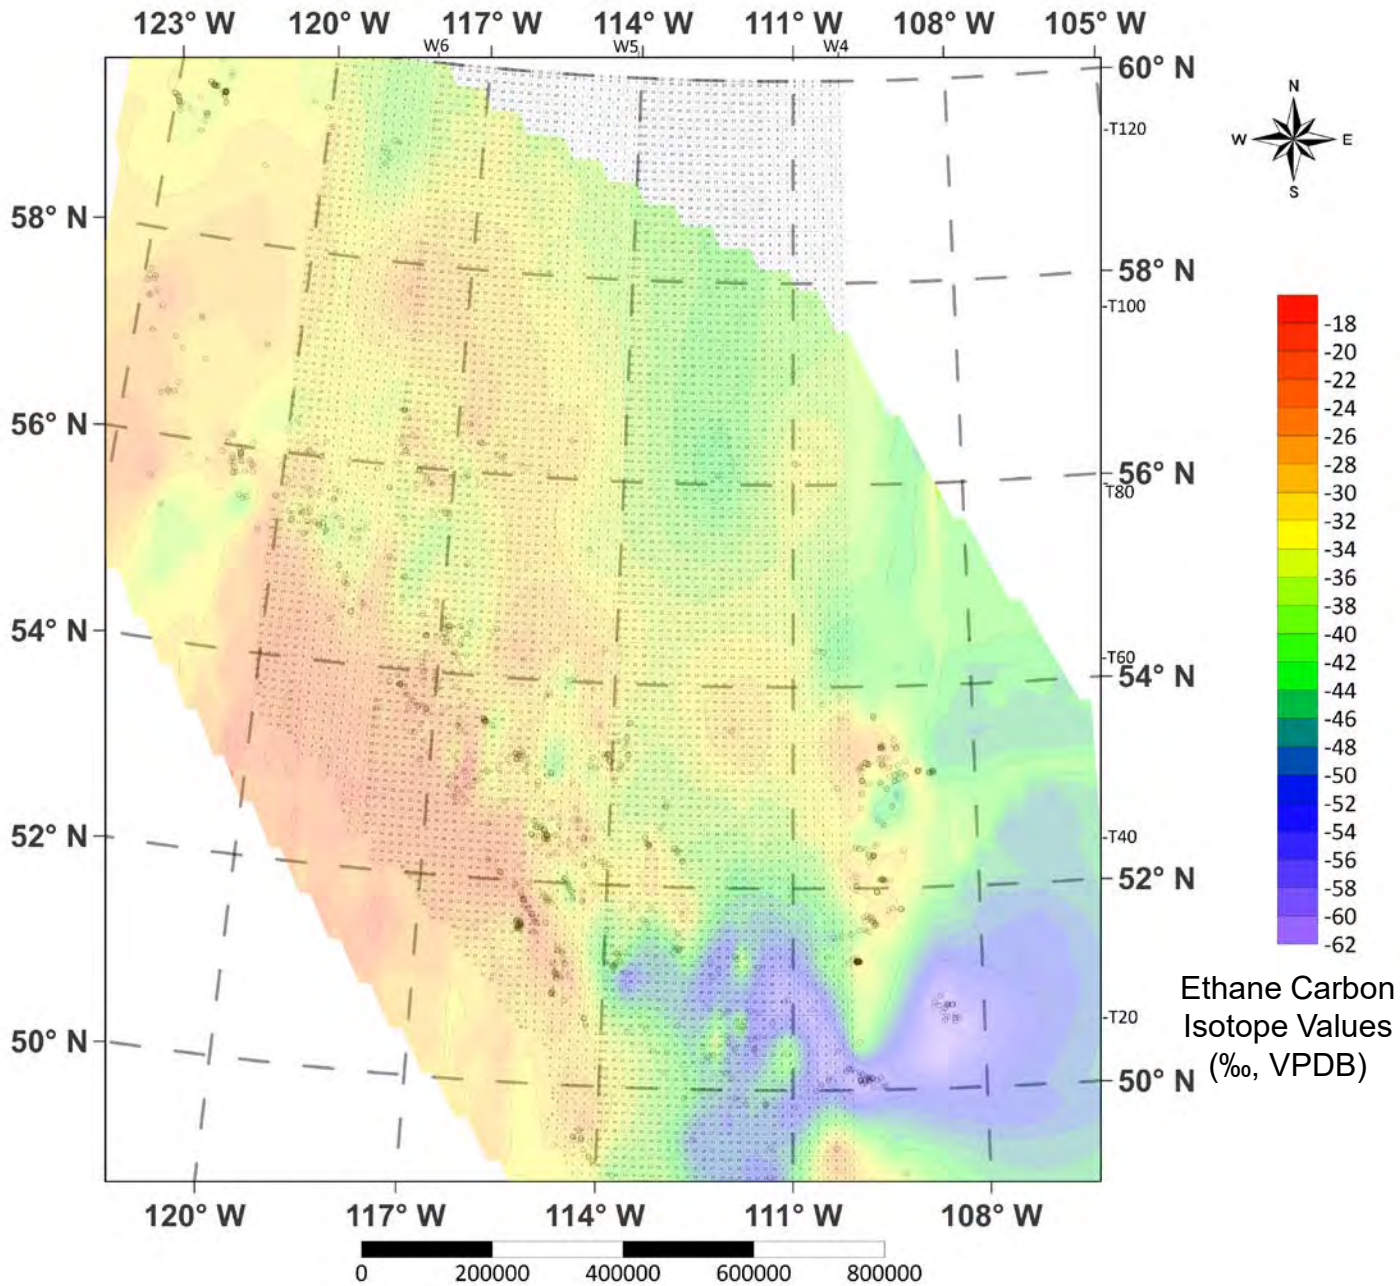 123° W 120° W 117° W 114° W 111° W 108° W 105° W
W6 W5 W4
60° N
-T120
58° N
58° N
-T100
56° N
56° N
-T80
54° N
-T60
54° N
52° N
-T40
52° N
-T20
50° N
50° N
120° W 117° W 114° W 111° W 108° W
0 200000 400000 600000 800000
N
W E
S
-18
-20
-22
-24
-26
-28
-30
-32
-34
-36
-38
-40
-42
-44
-46
-48
-50
-52
-54
-56
-58
-60
-62
Ethane Carbon
Isotope Values
(‰, VPDB)